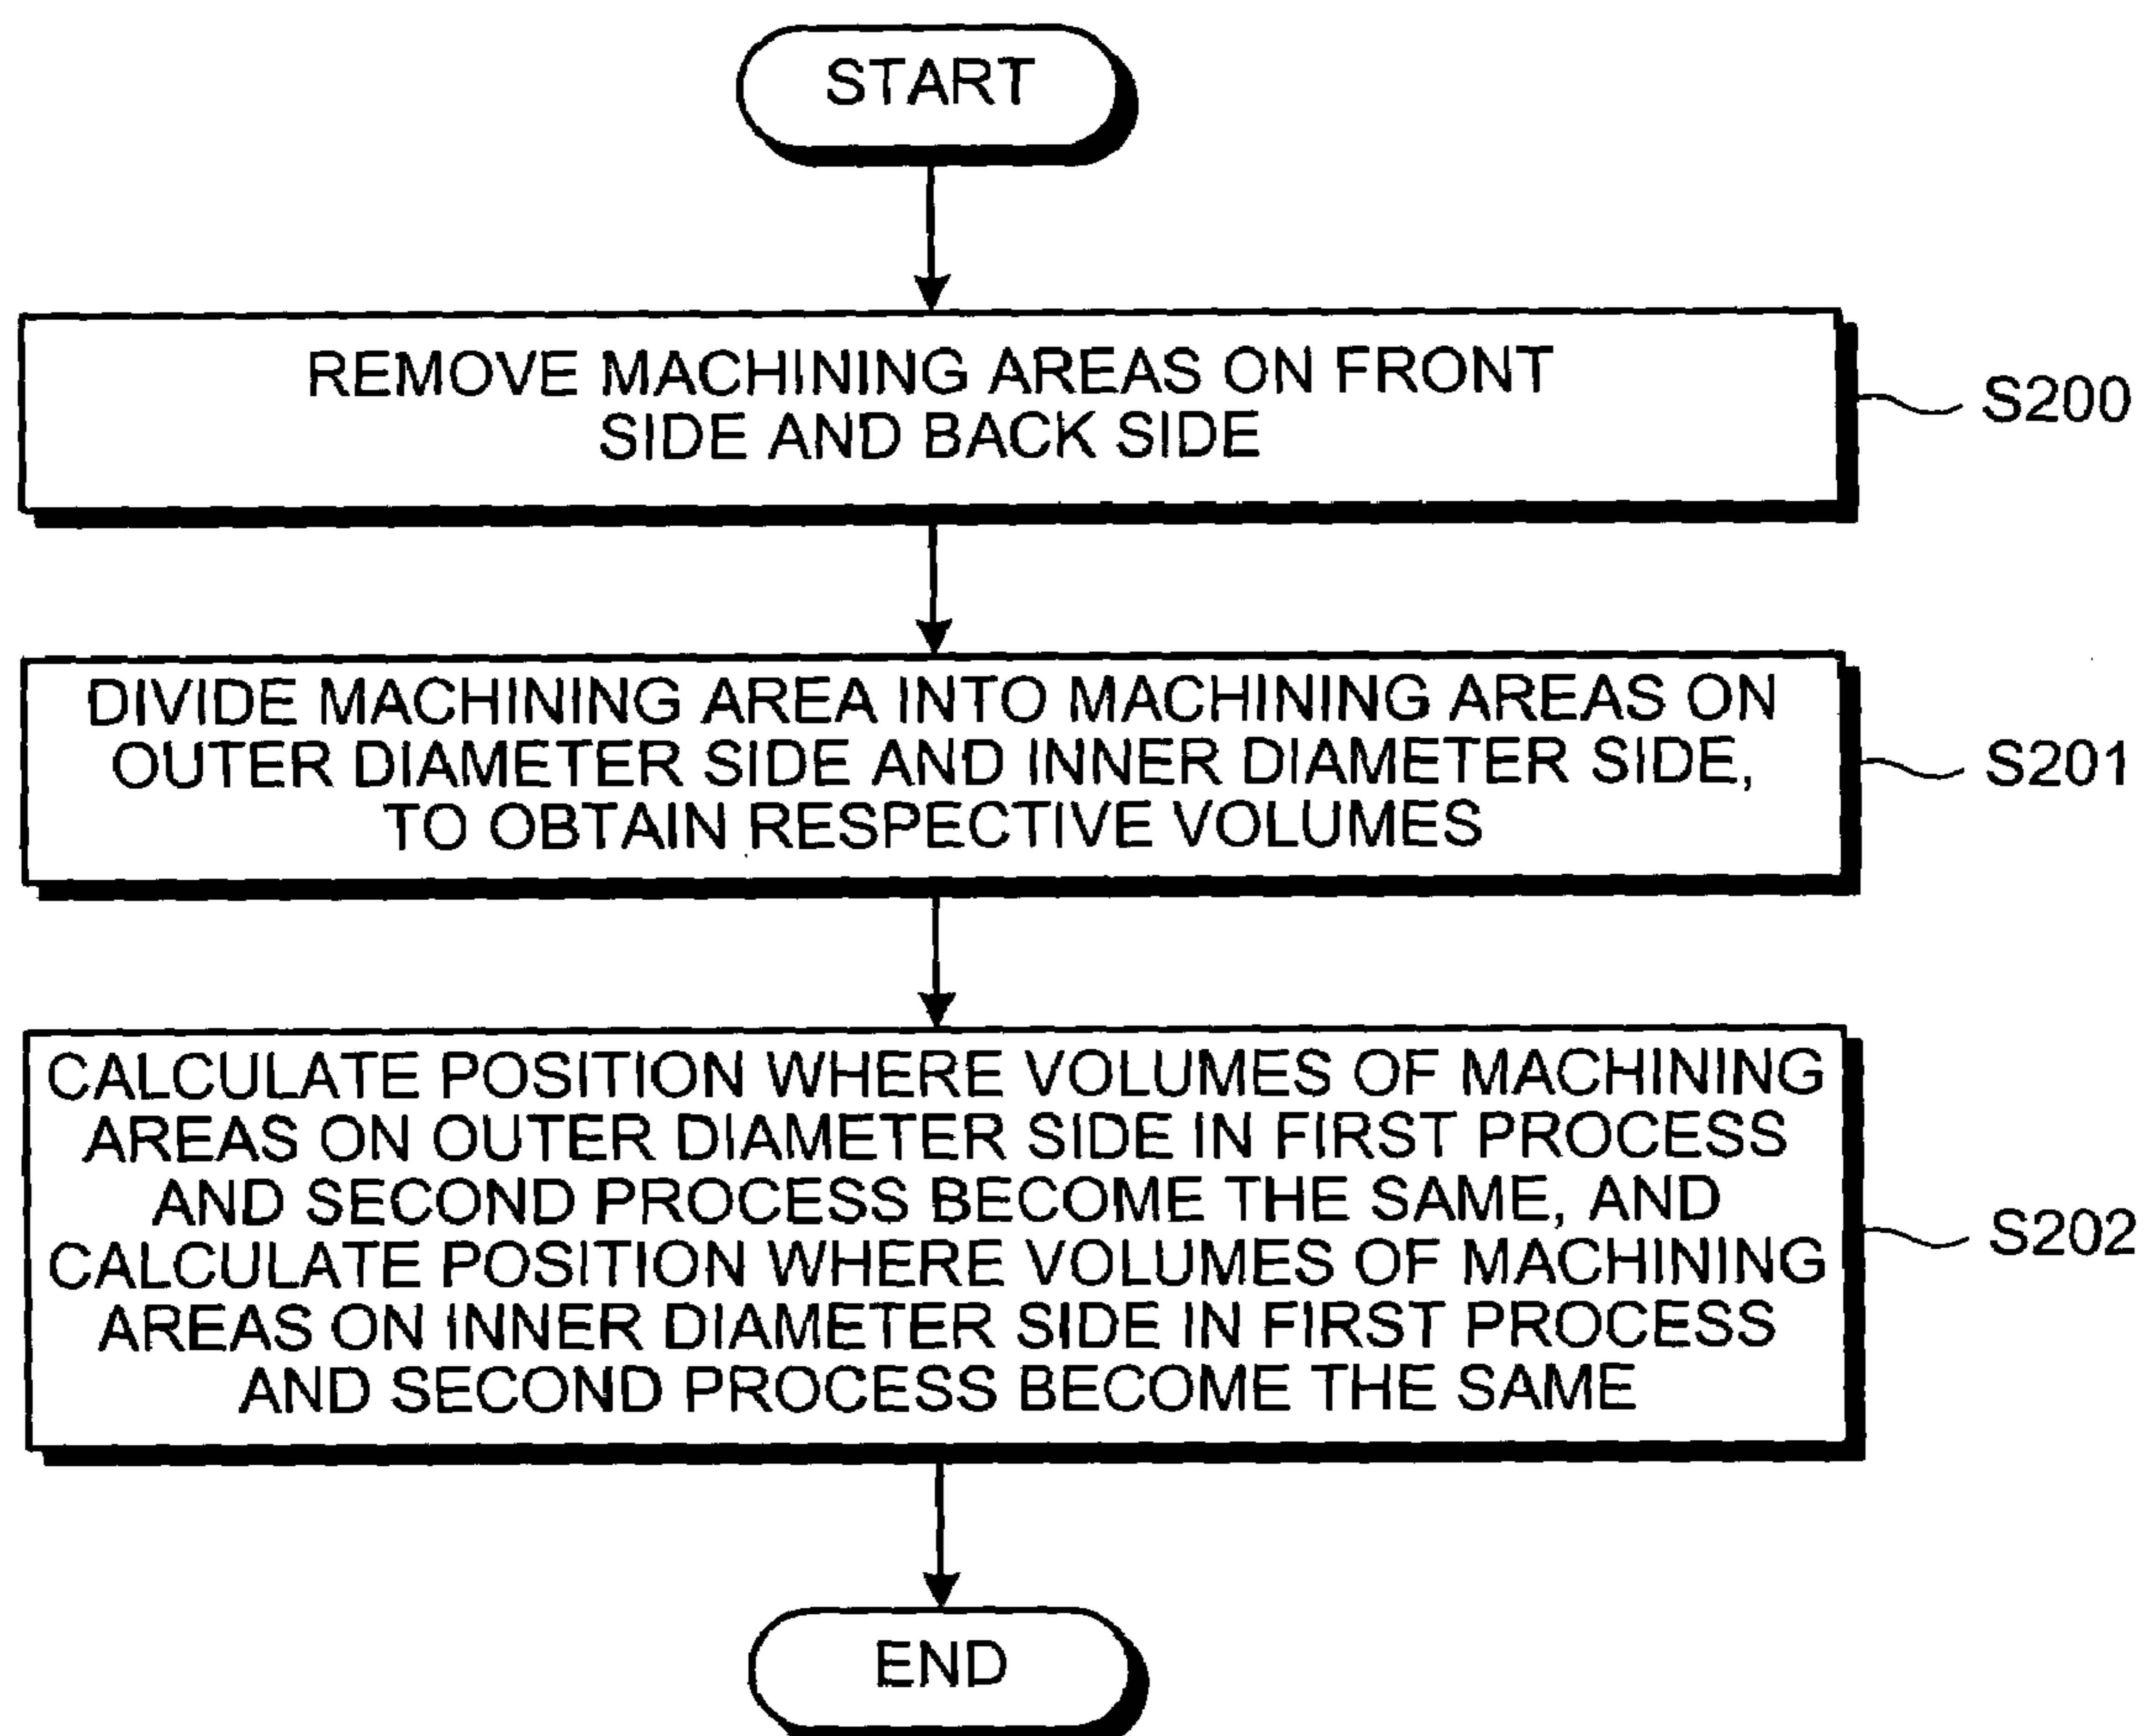 START
REMOVE MACHINING AREAS ON FRONT
SIDE AND BACK SIDE
S200
DIVIDE MACHINING AREA INTO MACHINING AREAS ON
OUTER DIAMETER SIDE AND INNER DIAMETER SIDE,
TO OBTAIN RESPECTIVE VOLUMES
S201
CALCULATE POSITION WHERE VOLUMES OF MACHINING
AREAS ON OUTER DIAMETER SIDE IN FIRST PROCESS
AND SECOND PROCESS BECOME THE SAME, AND
CALCULATE POSITION WHERE VOLUMES OF MACHINING
AREAS ON INNER DIAMETER SIDE IN FIRST PROCESS
AND SECOND PROCESS BECOME THE SAME
S202
END